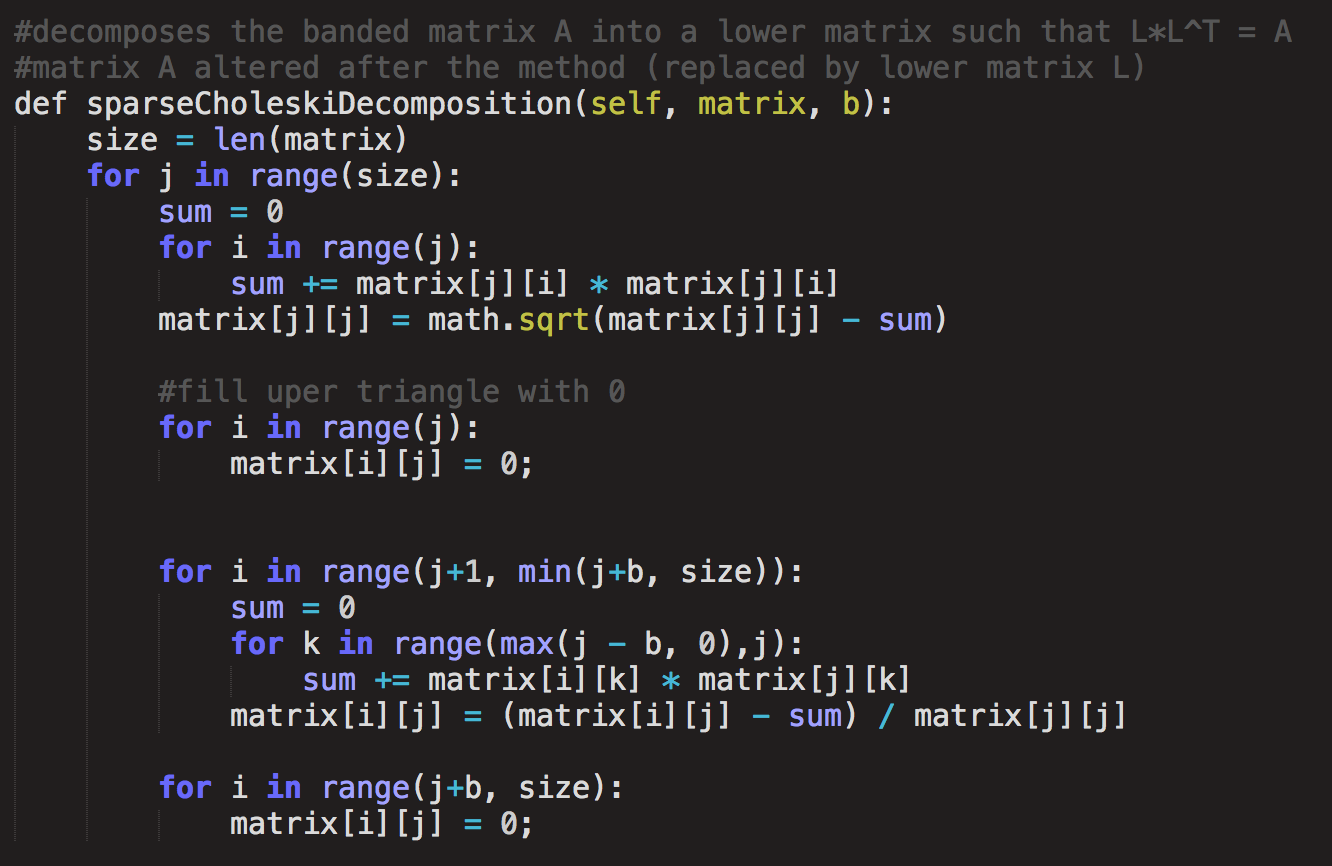 #decomposes the banded matrix A into a lower matrix such that L*L^T = A
#matrix A altered after the method (replaced by lower matrix L)
def sparseCholeskiDecomposition(self, matrix, b):
    size = len(matrix)
    for j in range(size):
        sum = 0
        for i in range(j):
            sum += matrix[j][i] * matrix[j][i]
        matrix[j][j] = math.sqrt(matrix[j][j] - sum)

        #fill uper triangle with 0
        for i in range(j):
            matrix[i][j] = 0;


        for i in range(j+1, min(j+b, size)):
            sum = 0
            for k in range(max(j - b, 0),j):
                sum += matrix[i][k] * matrix[j][k]
            matrix[i][j] = (matrix[i][j] - sum) / matrix[j][j]

        for i in range(j+b, size):
            matrix[i][j] = 0;